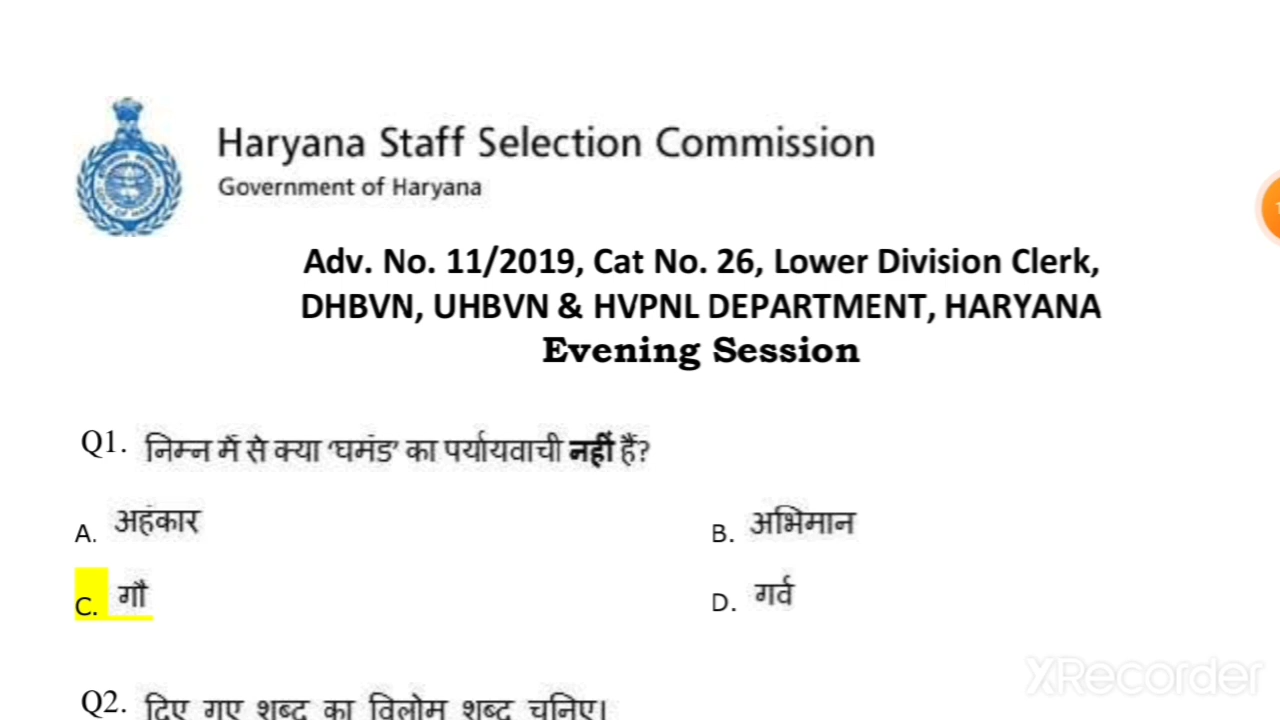 Haryana Staff Selection Commission
Government of Haryana
Adv. No. 11/2019, Cat No. 26, Lower Division Clerk,
DHBVN, UHBVN & HVPNL DEPARTMENT, HARYANA
Evening Session
Q1. निम्न में से क्या ‘घमंड’ का पर्यायवाची नहीं हैं?
A. अहंकार
B. अभिमान
C. गौ
D. गर्व
Q2. दिए गए शब्द का विलोम शब्द चुनिए।
XRecorder